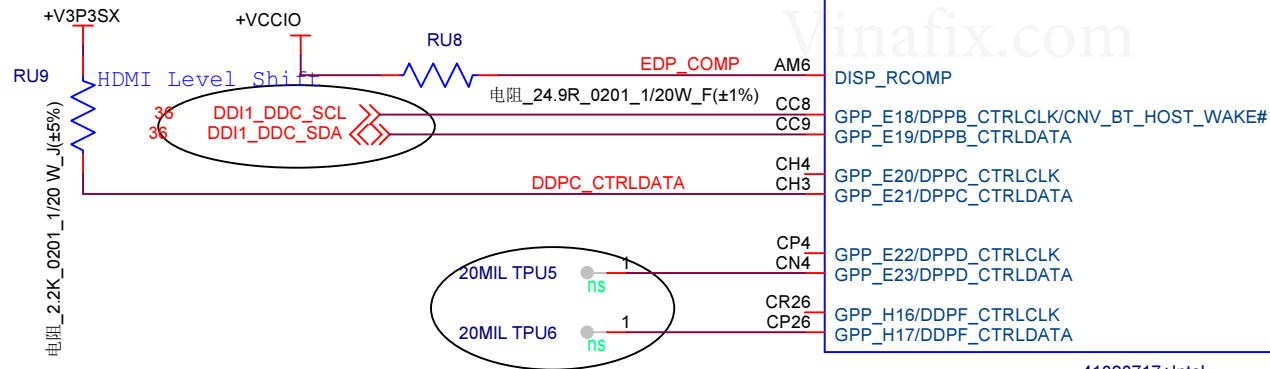 Vinafix.com
+V3P3SX
+VCCIO
RU8
RU9
HDMI Level Shift
EDP_COMP
AM6
DISP_RCOMP
电阻_24.9R_0201_1/20W_F(±1%)
36
DDI1_DDC_SCL
CC8
GPP_E18/DPPB_CTRLCLK/CNV_BT_HOST_WAKE#
36
DDI1_DDC_SDA
CC9
GPP_E19/DPPB_CTRLDATA
电阻_2.2K_0201_1/20 W_J(±5%)
CH4
GPP_E20/DPPC_CTRLCLK
DDPC_CTRLDATA
CH3
GPP_E21/DPPC_CTRLDATA
CP4
GPP_E22/DPPD_CTRLCLK
20MIL TPU5
1
ns
CN4
GPP_E23/DPPD_CTRLDATA
CR26
GPP_H16/DDPF_CTRLCLK
20MIL TPU6
1
ns
CP26
GPP_H17/DDPF_CTRLDATA